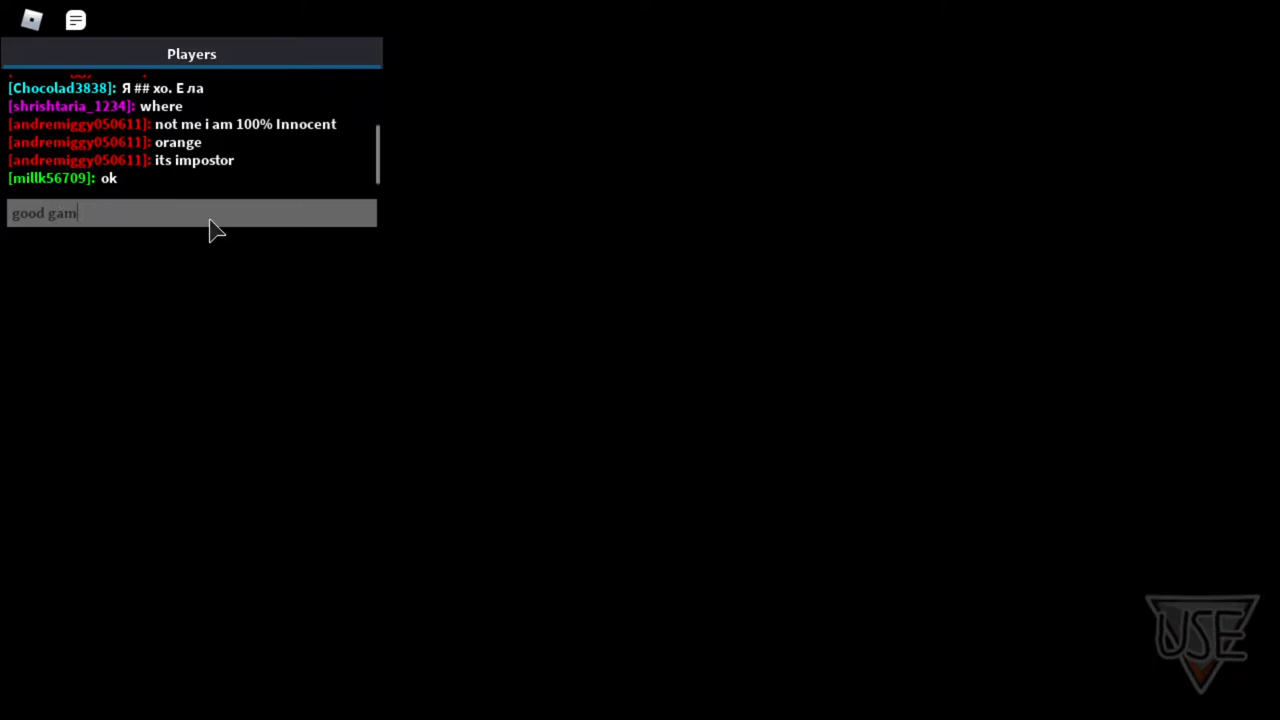 Players
[Chocolad3838]: Я ## хо. Е ла
[shrishtaria_1234]: where
[andremiggy050611]: not me i am 100% Innocent
[andremiggy050611]: orange
[andremiggy050611]: its impostor
[millk56709]: ok
good gam
USE